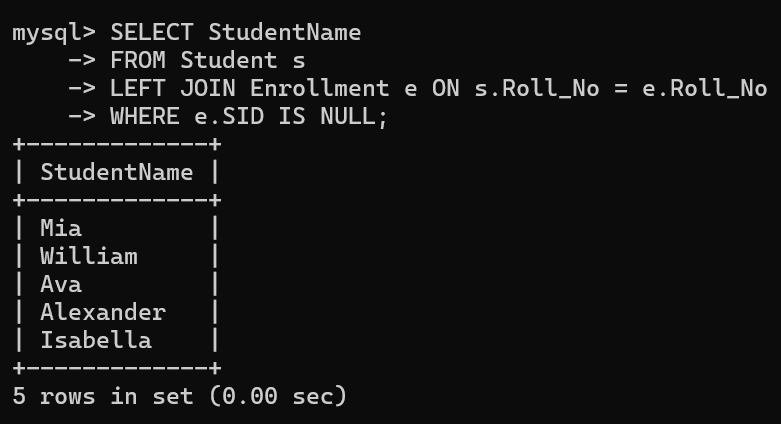 mysql> SELECT StudentName
    -> FROM Student s
    -> LEFT JOIN Enrollment e ON s.Roll_No = e.Roll_No
    -> WHERE e.SID IS NULL;
+-------------+
| StudentName |
+-------------+
| Mia         |
| William     |
| Ava         |
| Alexander   |
| Isabella    |
+-------------+
5 rows in set (0.00 sec)